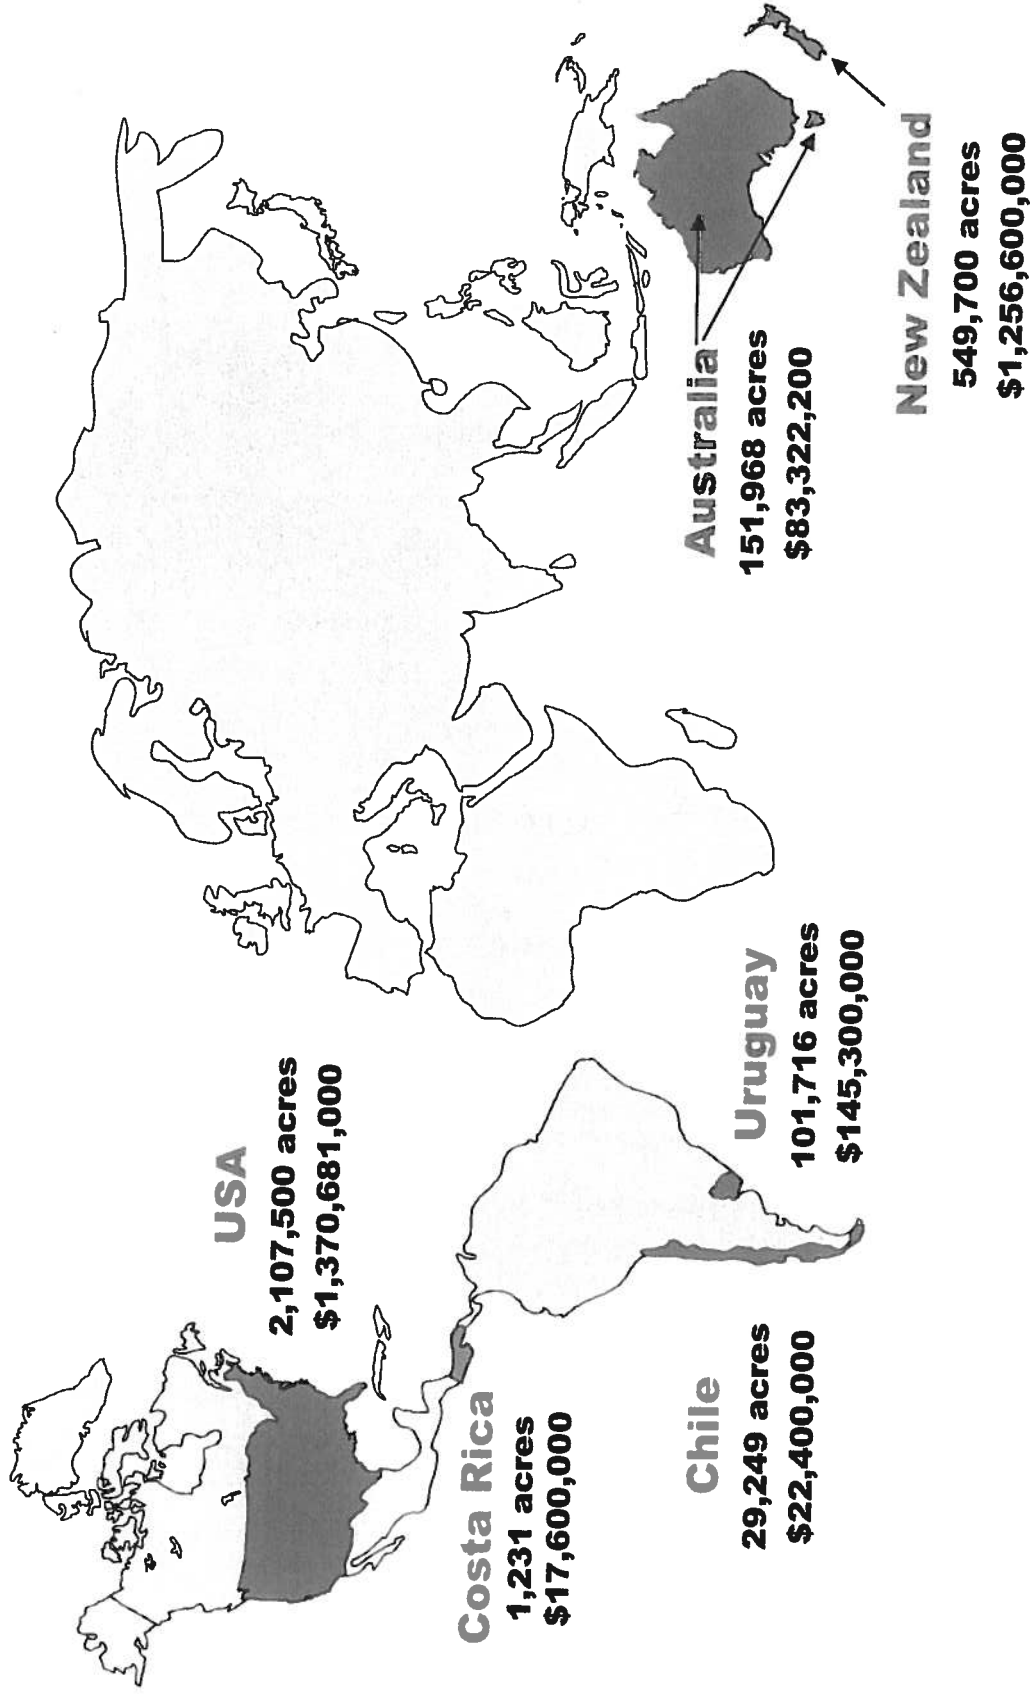 USA
2,107,500 acres
$1,370,681,000
Costa Rica
1,231 acres
$17,600,000
Chile
29,249 acres
$22,400,000
Uruguay
101,716 acres
$145,300,000
Australia
151,968 acres
$83,322,200
New Zealand
549,700 acres
$1,256,600,000